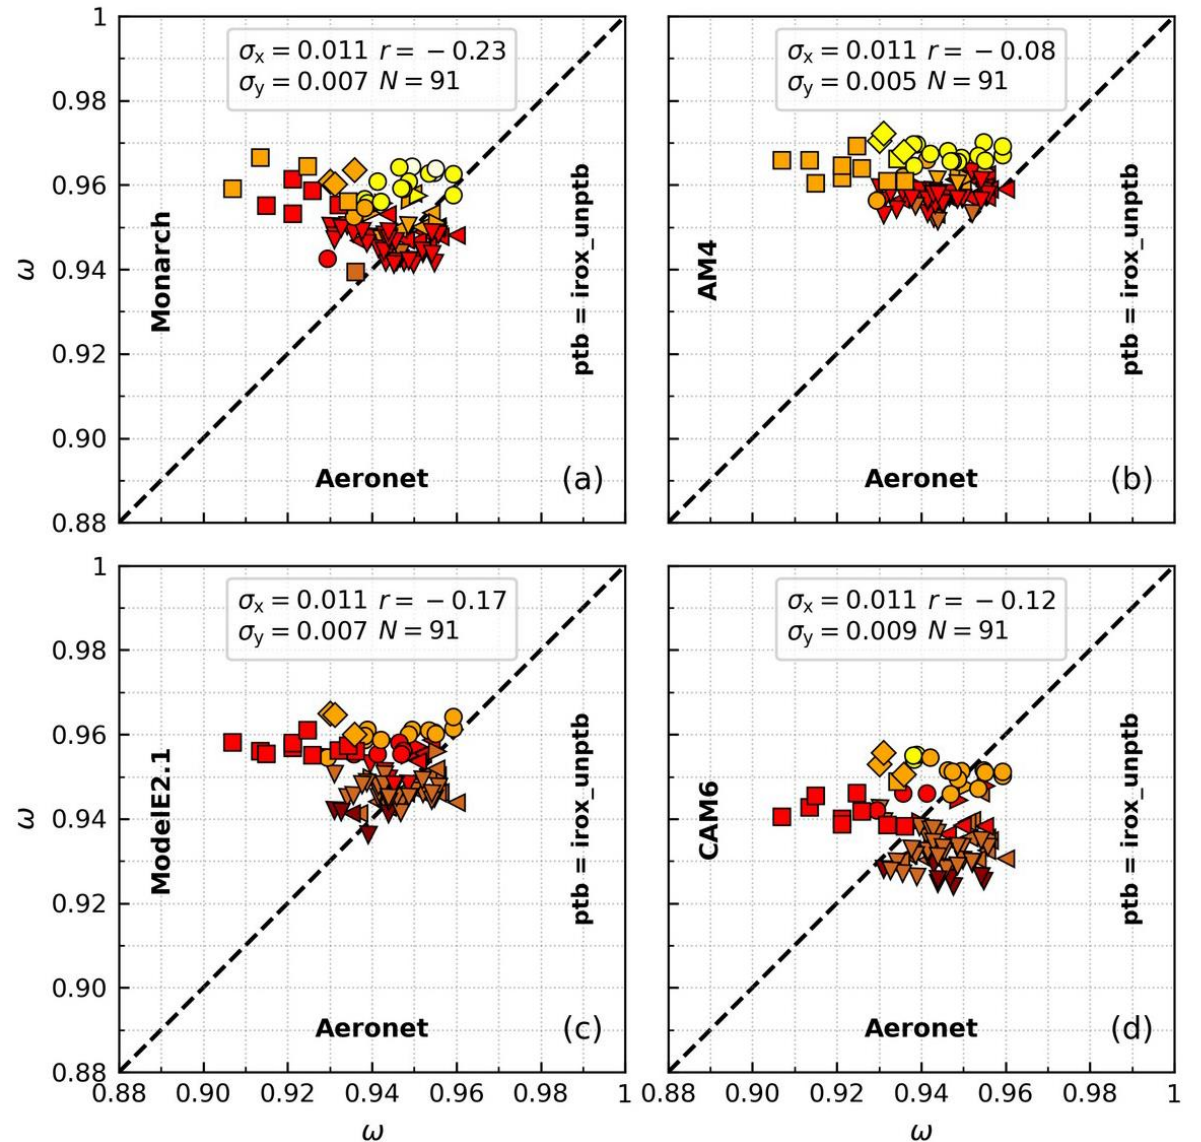 1
0.98
0.96
0.94
0.92
0.90
0.88
ω
σx = 0.011 r = −0.23
σy = 0.007 N = 91
Monarch
ptb = irox_unptb
Aeronet
(a)
σx = 0.011 r = −0.08
σy = 0.005 N = 91
AM4
ptb = irox_unptb
Aeronet
(b)
1
0.98
0.96
0.94
0.92
0.90
0.88
ω
σx = 0.011 r = −0.17
σy = 0.007 N = 91
ModelE2.1
ptb = irox_unptb
Aeronet
(c)
0.88 0.90 0.92 0.94 0.96 0.98 1
ω
σx = 0.011 r = −0.12
σy = 0.009 N = 91
CAM6
ptb = irox_unptb
Aeronet
(d)
0.88 0.90 0.92 0.94 0.96 0.98 1
ω